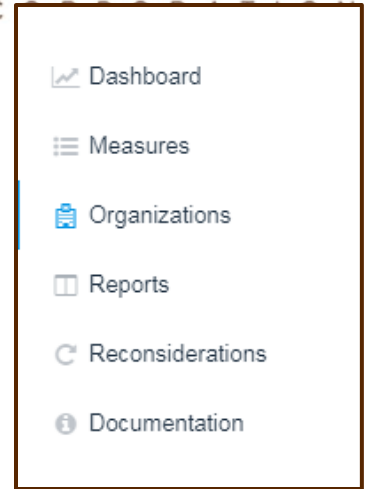 Dashboard
Measures
Organizations
Reports
Reconsiderations
Documentation